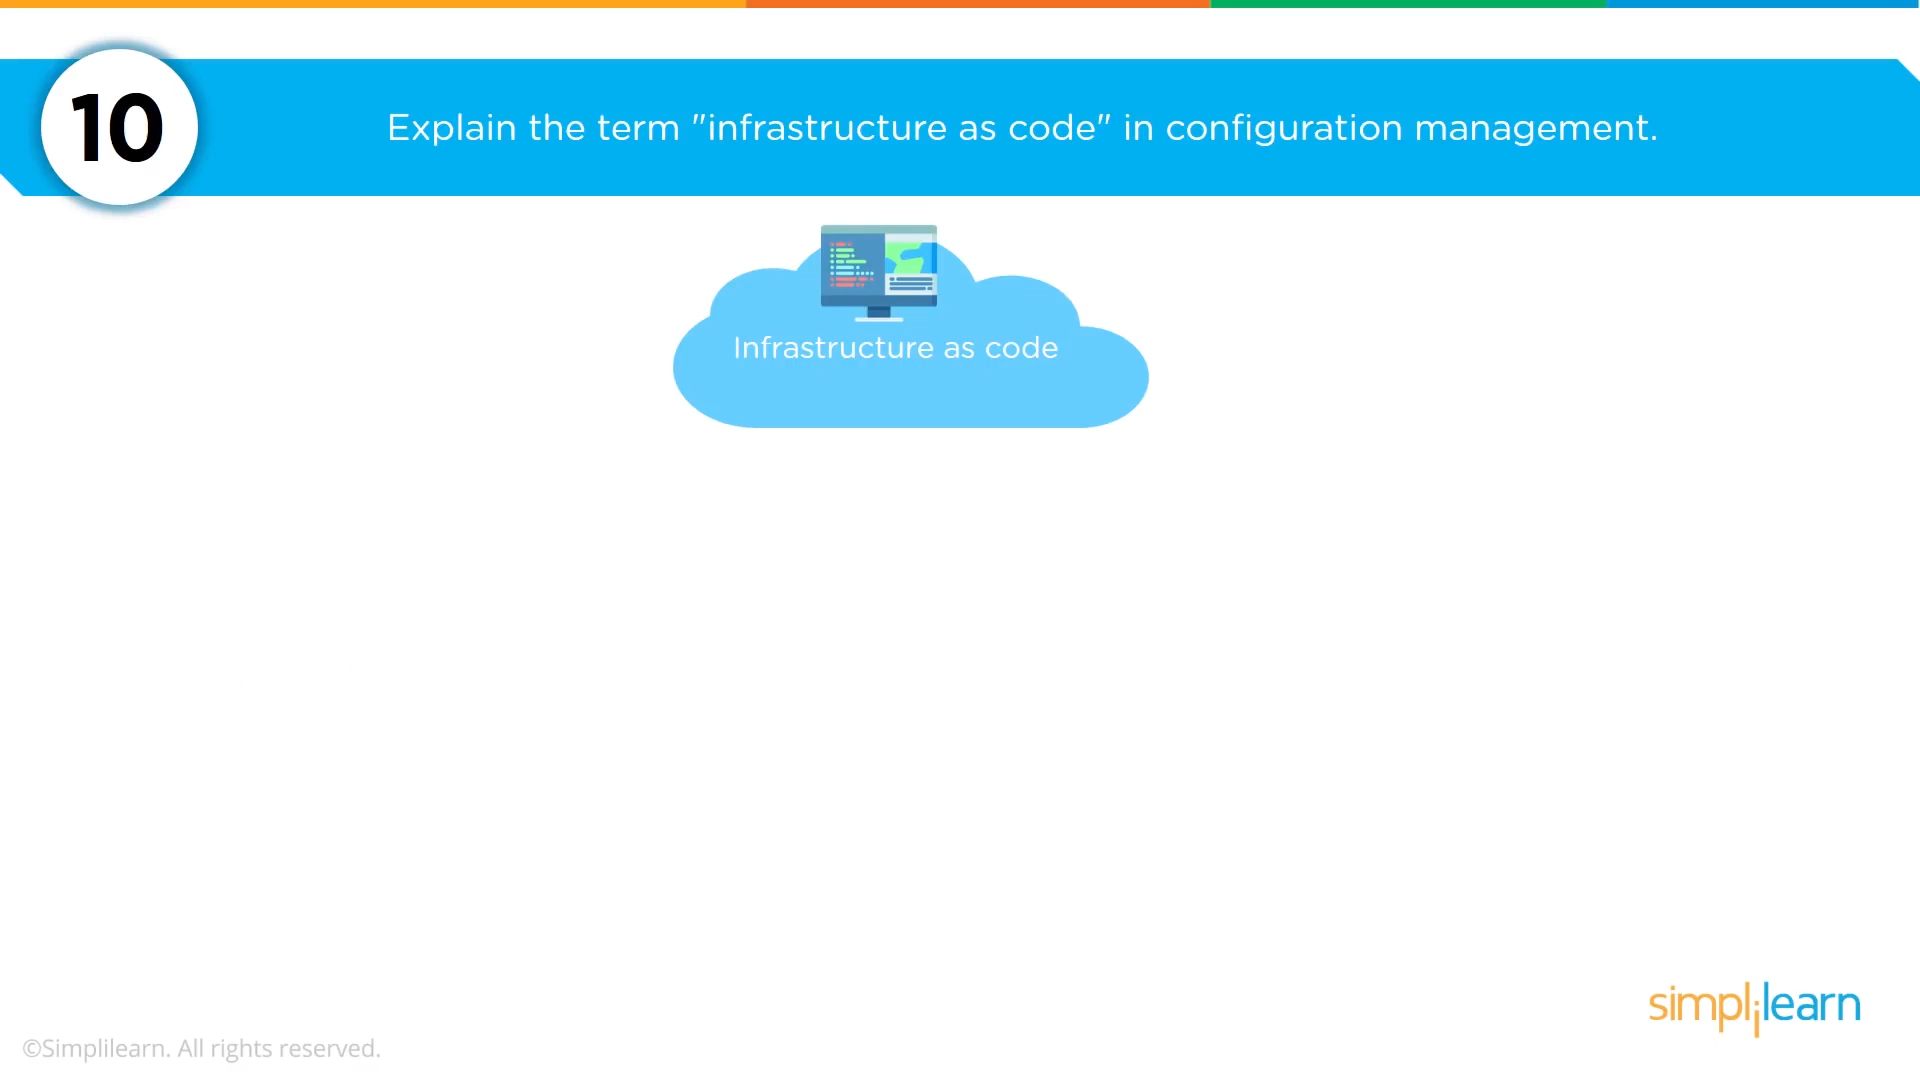 10
Explain the term "infrastructure as code" in configuration management.
Infrastructure as code
simplilearn
©Simplilearn. All rights reserved.